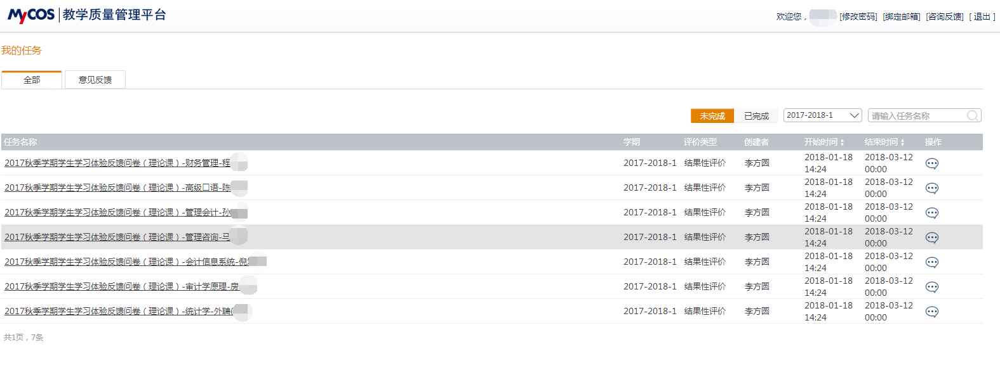 MyCOS 教学质量管理平台
欢迎您， [修改密码] [绑定邮箱] [咨询反馈] [ 退出 ]
我的任务
全部 意见反馈
未完成 已完成 2017-2018-1 请输入任务名称
任务名称 学期 评价类型 创建者 开始时间 结束时间 操作
2017秋季学期学生学习体验反馈问卷（理论课）-财务管理-程 2017-2018-1 结果性评价 李方圆 2018-01-18 14:24 2018-03-12 00:00
2017秋季学期学生学习体验反馈问卷（理论课）-高级口语-陈 2017-2018-1 结果性评价 李方圆 2018-01-18 14:24 2018-03-12 00:00
2017秋季学期学生学习体验反馈问卷（理论课）-管理会计-孙 2017-2018-1 结果性评价 李方圆 2018-01-18 14:24 2018-03-12 00:00
2017秋季学期学生学习体验反馈问卷（理论课）-管理咨询-马 2017-2018-1 结果性评价 李方圆 2018-01-18 14:24 2018-03-12 00:00
2017秋季学期学生学习体验反馈问卷（理论课）-会计信息系统-倪 2017-2018-1 结果性评价 李方圆 2018-01-18 14:24 2018-03-12 00:00
2017秋季学期学生学习体验反馈问卷（理论课）-审计学原理-房 2017-2018-1 结果性评价 李方圆 2018-01-18 14:24 2018-03-12 00:00
2017秋季学期学生学习体验反馈问卷（理论课）-统计学-外聘 2017-2018-1 结果性评价 李方圆 2018-01-18 14:24 2018-03-12 00:00
共1页，7条